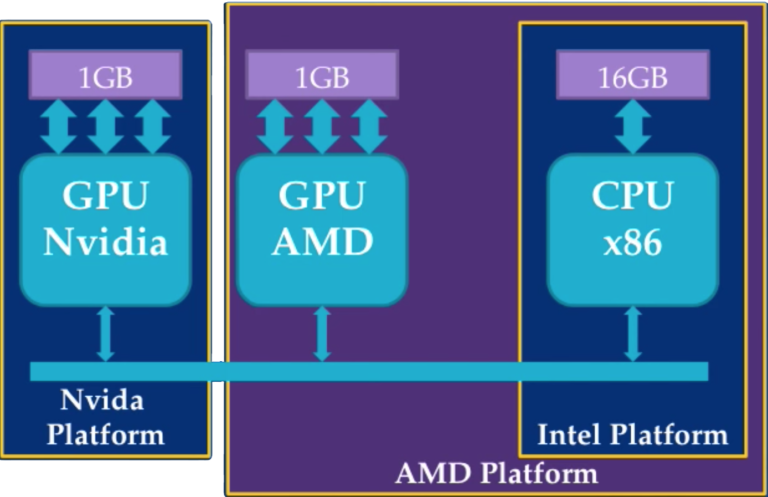 1GB
GPU
Nvidia
Nvida
Platform
1GB
GPU
AMD
16GB
CPU
x86
Intel Platform
AMD Platform